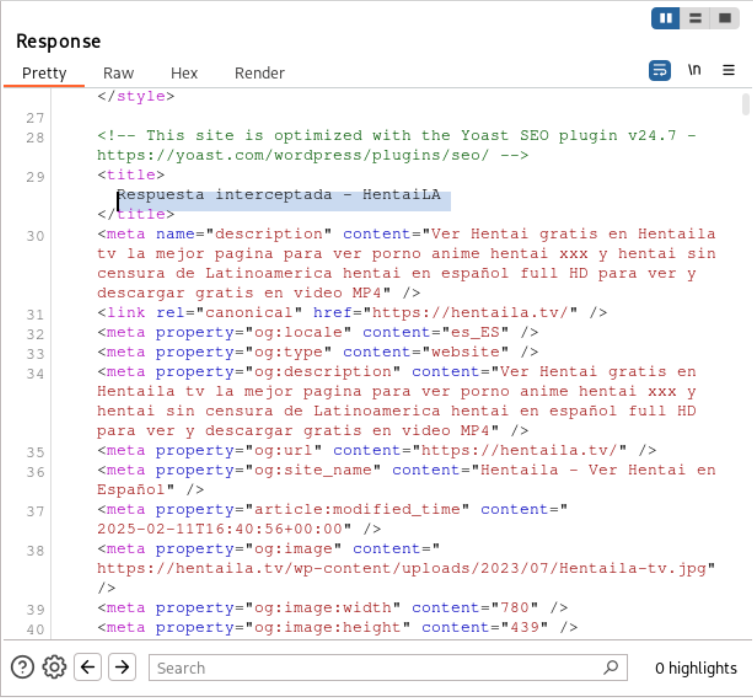 Response
Pretty Raw Hex Render \n
</style>
27
28 <!-- This site is optimized with the Yoast SEO plugin v24.7 -
https://yoast.com/wordpress/plugins/seo/ -->
29 <title>
Respuesta interceptada - HentaiLA
</title>
30 <meta name="description" content="Ver Hentai gratis en Hentaila
tv la mejor pagina para ver porno anime hentai xxx y hentai sin
censura de Latinoamerica hentai en español full HD para ver y
descargar gratis en video MP4" />
31 <link rel="canonical" href="https://hentaila.tv/" />
32 <meta property="og:locale" content="es_ES" />
33 <meta property="og:type" content="website" />
34 <meta property="og:description" content="Ver Hentai gratis en
Hentaila tv la mejor pagina para ver porno anime hentai xxx y
hentai sin censura de Latinoamerica hentai en español full HD
para ver y descargar gratis en video MP4" />
35 <meta property="og:url" content="https://hentaila.tv/" />
36 <meta property="og:site_name" content="Hentaila - Ver Hentai en
Español" />
37 <meta property="article:modified_time" content="
2025-02-11T16:40:56+00:00" />
38 <meta property="og:image" content="
https://hentaila.tv/wp-content/uploads/2023/07/Hentaila-tv.jpg"
/>
39 <meta property="og:image:width" content="780" />
40 <meta property="og:image:height" content="439" />
Search 0 highlights